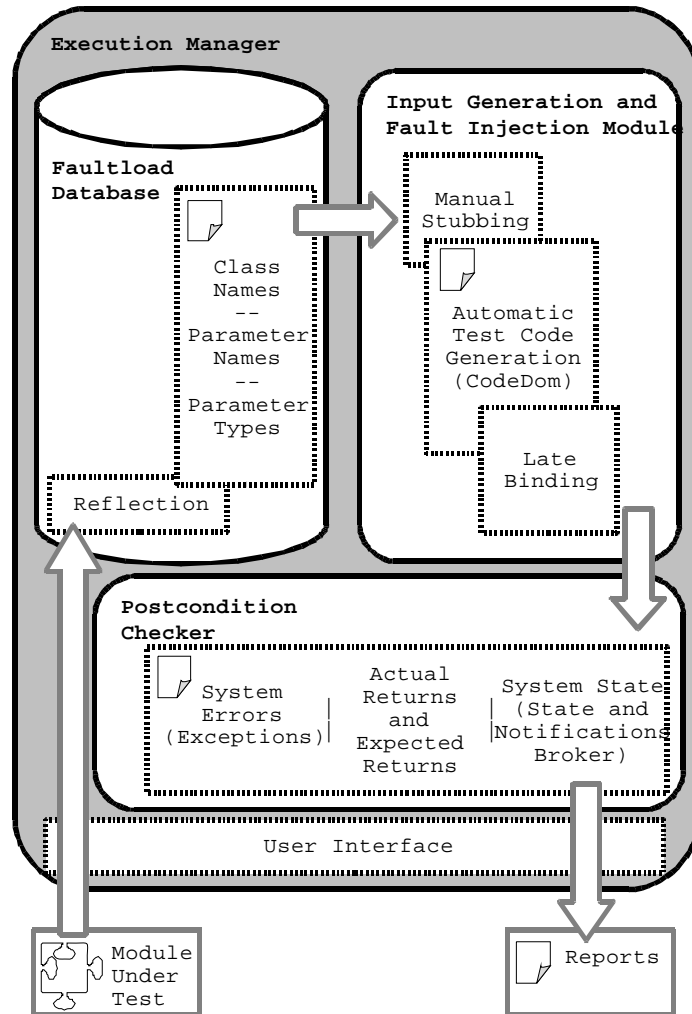 Execution Manager
Faultload
Database
Class
Names
--
Parameter
Names
--
Parameter
Types
Reflection
Input Generation and
Fault Injection Module
Manual
Stubbing
Automatic
Test Code
Generation
(CodeDom)
Late
Binding
Postcondition
Checker
System
Errors
(Exceptions)
Actual
Returns
and
Expected
Returns
System State
(State and
Notifications
Broker)
User Interface
Module
Under
Test
Reports